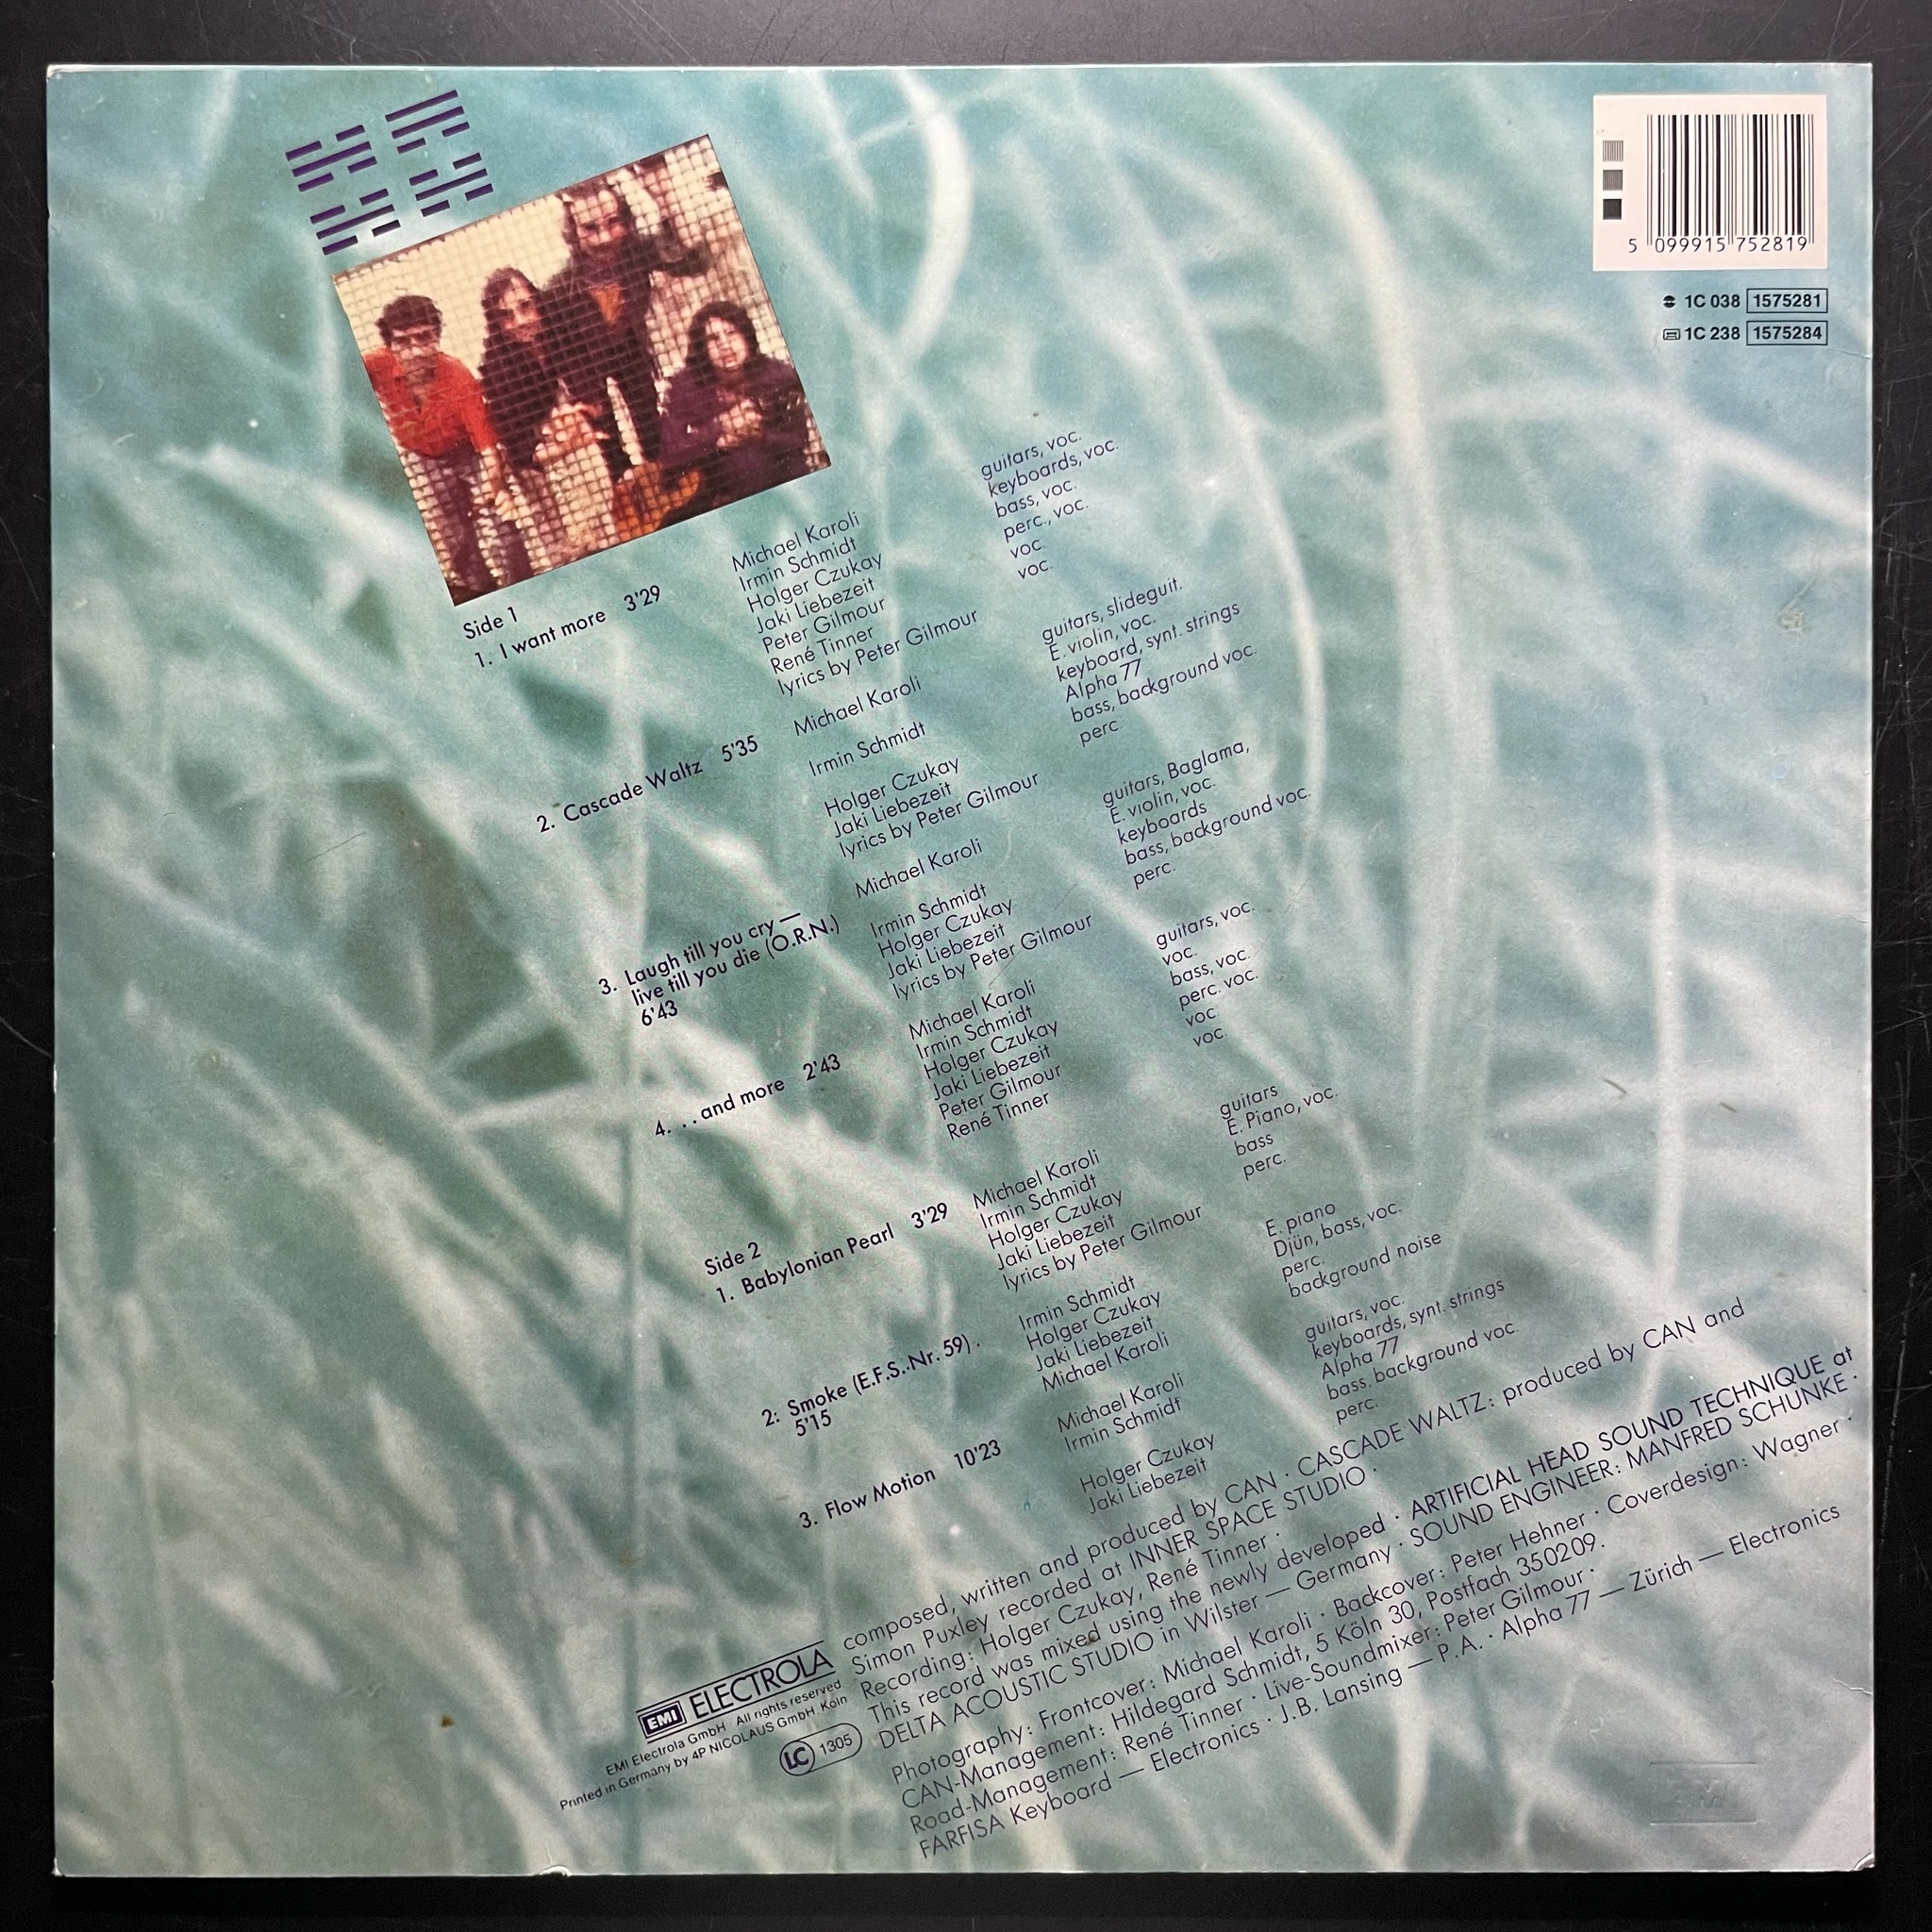 5 099915 752819
1C 038 1575281
1C 238 1575284
Side 1
1. I want more 3'29
Michael Karoli guitars, voc.
Irmin Schmidt keyboards, voc.
Holger Czukay bass, voc.
Jaki Liebezeit perc., voc.
Peter Gilmour voc.
René Tinner voc.
lyrics by Peter Gilmour
2. Cascade Waltz 5'35
Michael Karoli guitars, slideguit.
E. violin, voc.
Irmin Schmidt keyboard, synt. strings
Alpha 77
Holger Czukay bass, background voc.
Jaki Liebezeit perc.
lyrics by Peter Gilmour
3. Laugh till you cry —
live till you die (O.R.N.)
6'43
Michael Karoli guitars, Baglama,
E. violin, voc.
Irmin Schmidt keyboards
Holger Czukay bass, background voc.
Jaki Liebezeit perc.
lyrics by Peter Gilmour
4. . . and more 2'43
Michael Karoli guitars, voc.
Irmin Schmidt voc.
Holger Czukay bass, voc.
Jaki Liebezeit perc. voc.
Peter Gilmour voc
René Tinner voc.
Side 2
1. Babylonian Pearl 3'29
Michael Karoli guitars
Irmin Schmidt E. Piano, voc.
Holger Czukay bass
Jaki Liebezeit perc.
lyrics by Peter Gilmour
2: Smoke (E.F.S.-Nr. 59) .
5'15
Irmin Schmidt E. piano
Holger Czukay Djün, bass, voc.
Jaki Liebezeit perc.
Michael Karoli background noise
3. Flow Motion 10'23
Michael Karoli guitars, voc.
Irmin Schmidt keyboards, synt. strings
Alpha 77
Holger Czukay bass, background voc.
Jaki Liebezeit perc.
composed, written and produced by CAN · CASCADE WALTZ: produced by CAN and
Simon Puxley recorded at INNER SPACE STUDIO ·
Recording: Holger Czukay, René Tinner ·
This record was mixed using the newly developed · ARTIFICIAL HEAD SOUND TECHNIQUE at
DELTA ACOUSTIC STUDIO in Wilster — Germany · SOUND ENGINEER: MANFRED SCHUNKE ·
Photography: Frontcover: Michael Karoli · Backcover: Peter Hehner · Coverdesign: Wagner ·
CAN-Management: Hildegard Schmidt, 5 Köln 30, Postfach 350209.
Road-Management: René Tinner · Live-Soundmixer: Peter Gilmour ·
FARFISA Keyboard — Electronics · J.B. Lansing — P.A. · Alpha 77 — Zürich — Electronics
EMI ELECTROLA
EMI Electrola GmbH All rights reserved
Printed in Germany by 4P NICOLAUS GmbH. Köln
LC 1305